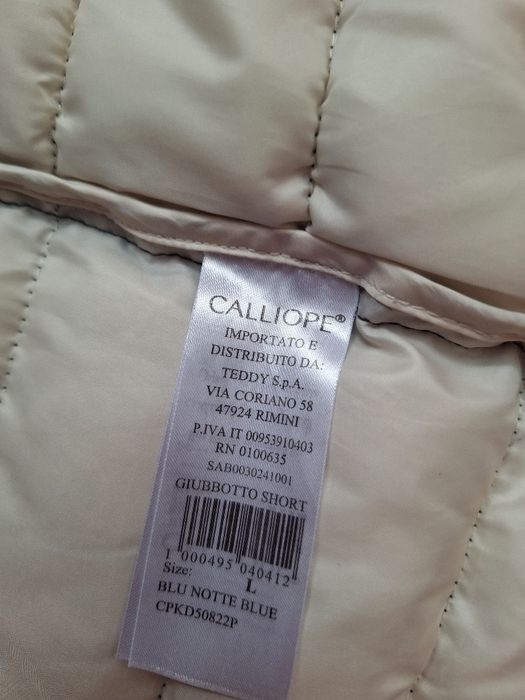 CALLIOPE®
IMPORTATO E
DISTRIBUITO DA:
TEDDY S.p.A.
VIA CORIANO 58
47924 RIMINI
P.IVA IT 00953910403
RN 0100635
SAB0030241001
GIUBBOTTO SHORT
1 000495 040412
Size: L
BLU NOTTE BLUE
CPKD50822P